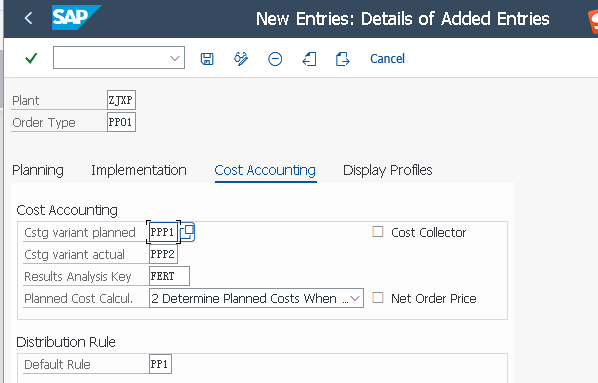 SAP New Entries: Details of Added Entries
Cancel
Plant ZJXP
Order Type PP01
Planning Implementation Cost Accounting Display Profiles
Cost Accounting
Cstg variant planned PPP1 Cost Collector
Cstg variant actual PPP2
Results Analysis Key FERT
Planned Cost Calcul. 2 Determine Planned Costs When ... Net Order Price
Distribution Rule
Default Rule PP1